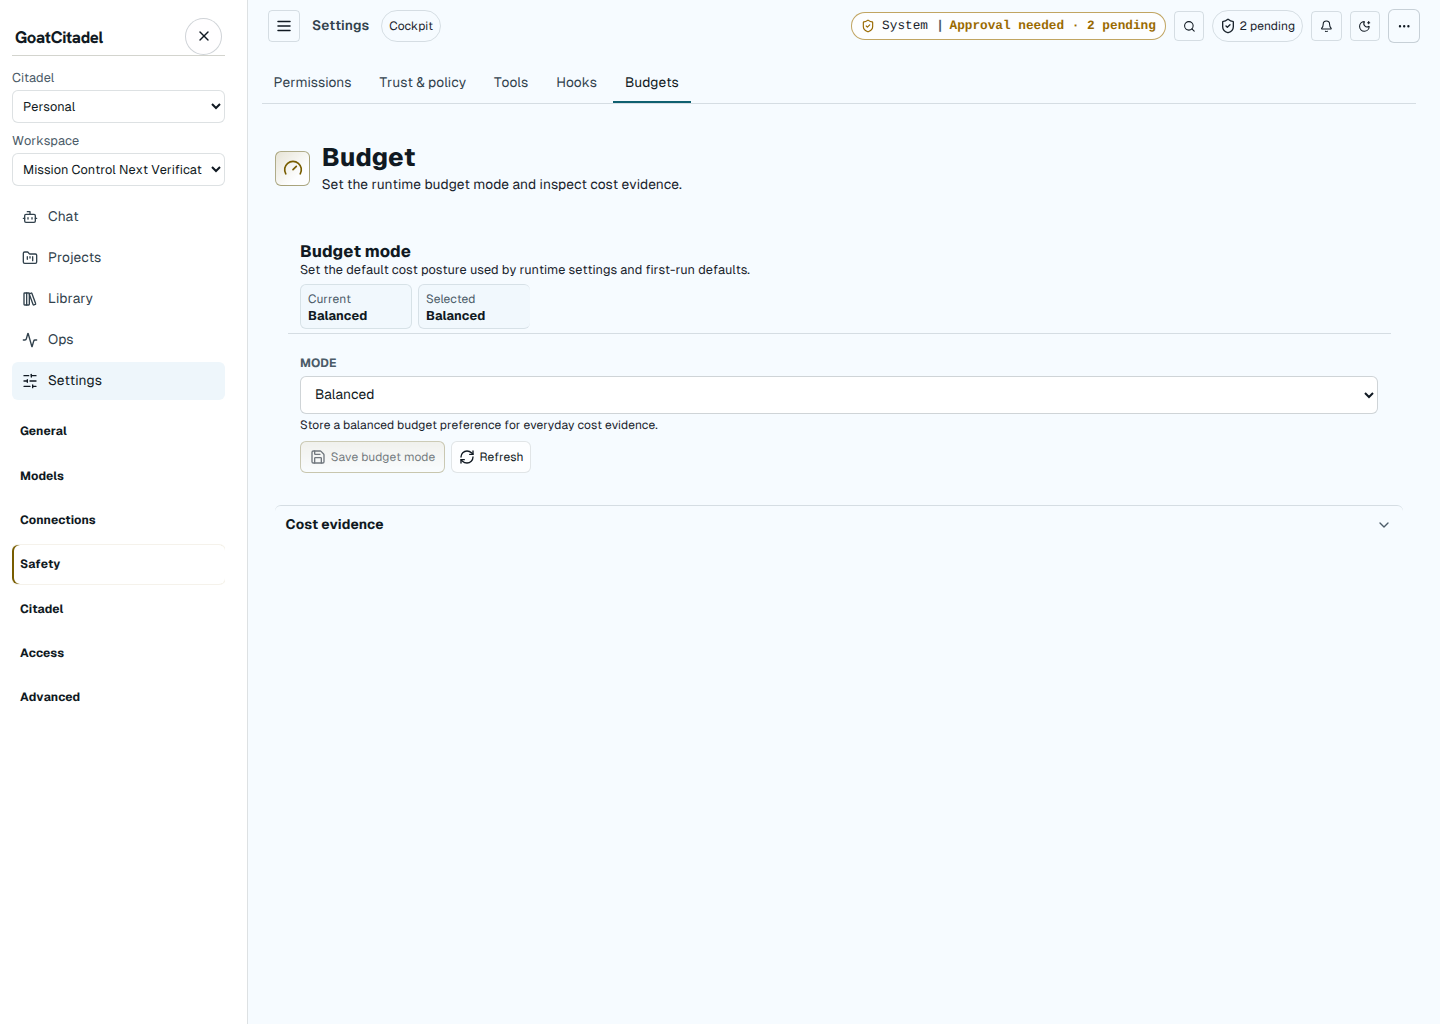 GoatCitadel
Citadel
Personal
Workspace
Mission Control Next Verificat
Chat
Projects
Library
Ops
Settings
General
Models
Connections
Safety
Citadel
Access
Advanced
Settings
Cockpit
System | Approval needed · 2 pending
2 pending
Permissions
Trust & policy
Tools
Hooks
Budgets
Budget
Set the runtime budget mode and inspect cost evidence.
Budget mode
Set the default cost posture used by runtime settings and first-run defaults.
Current
Balanced
Selected
Balanced
MODE
Balanced
Store a balanced budget preference for everyday cost evidence.
Save budget mode
Refresh
Cost evidence